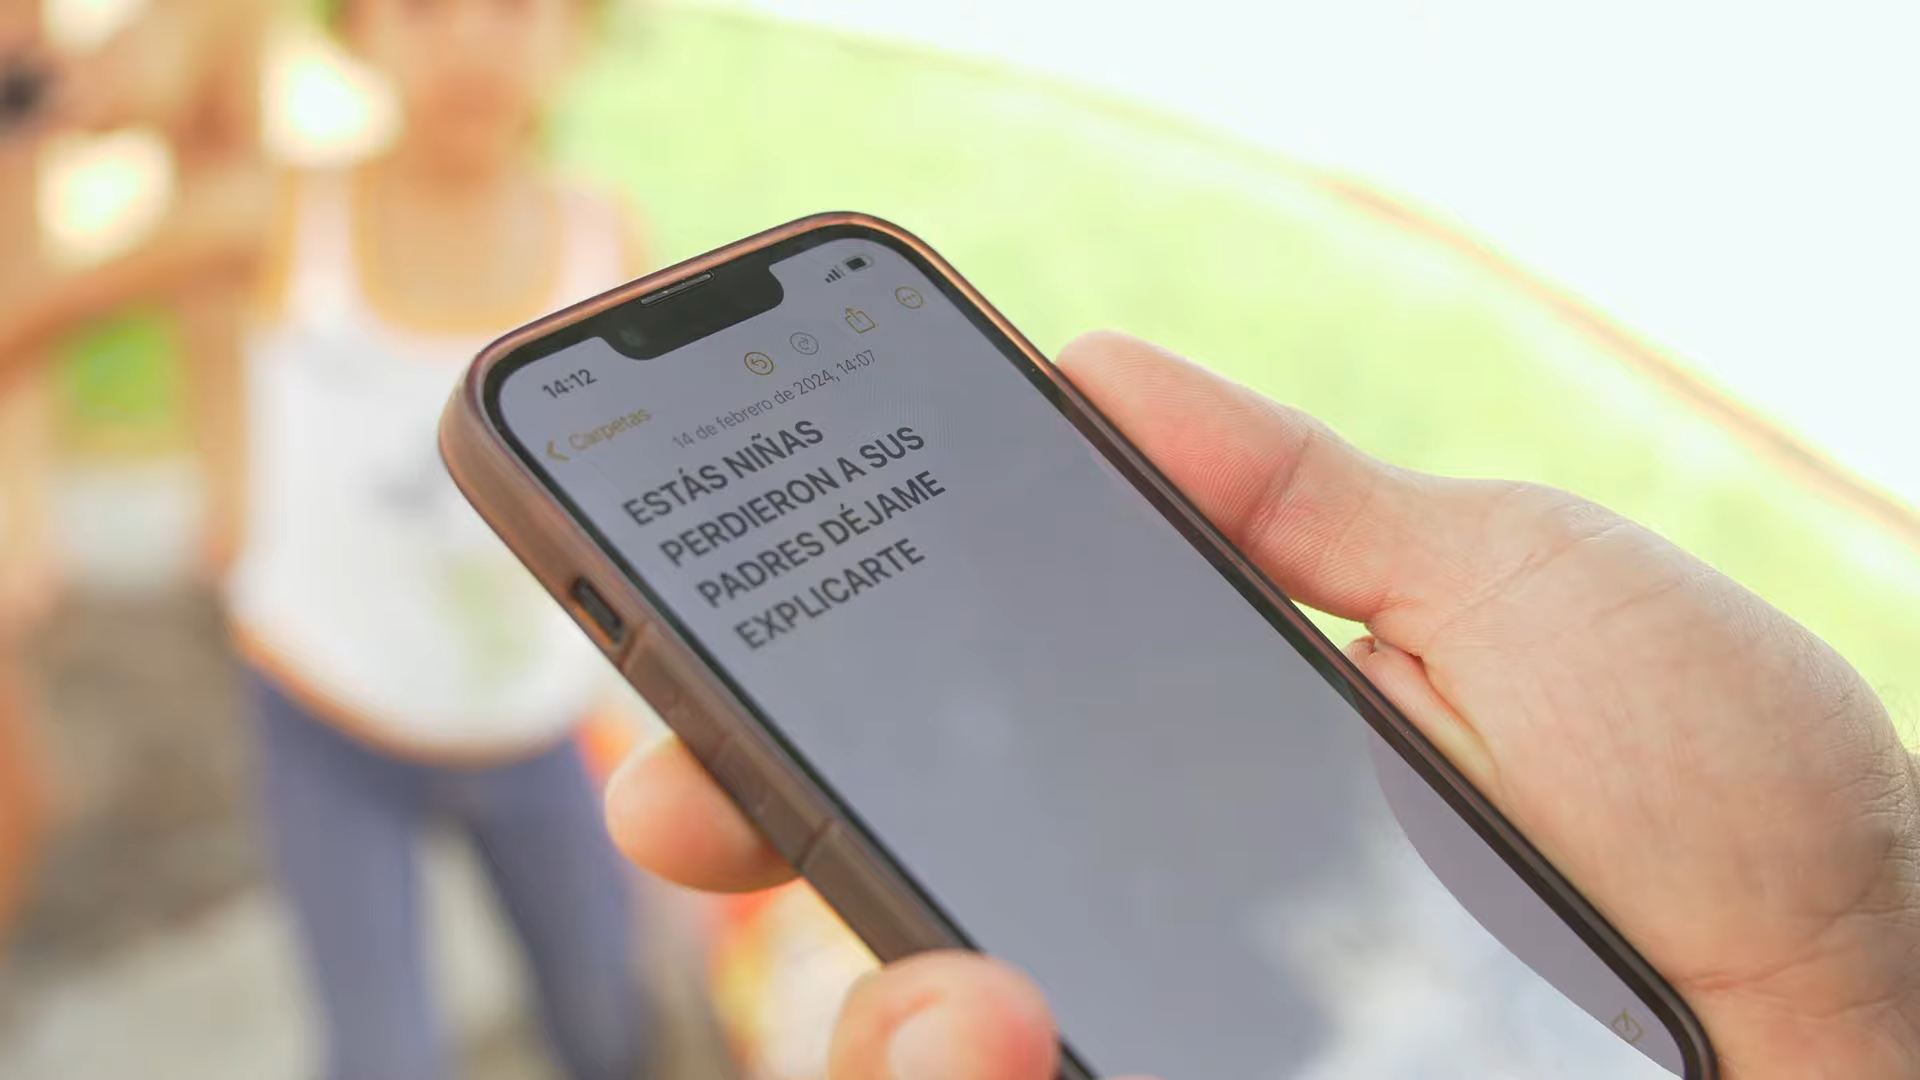 14:12
Carpetas
14 de febrero de 2024, 14:07
ESTÁS NIÑAS
PERDIERON A SUS
PADRES DÉJAME
EXPLICARTE